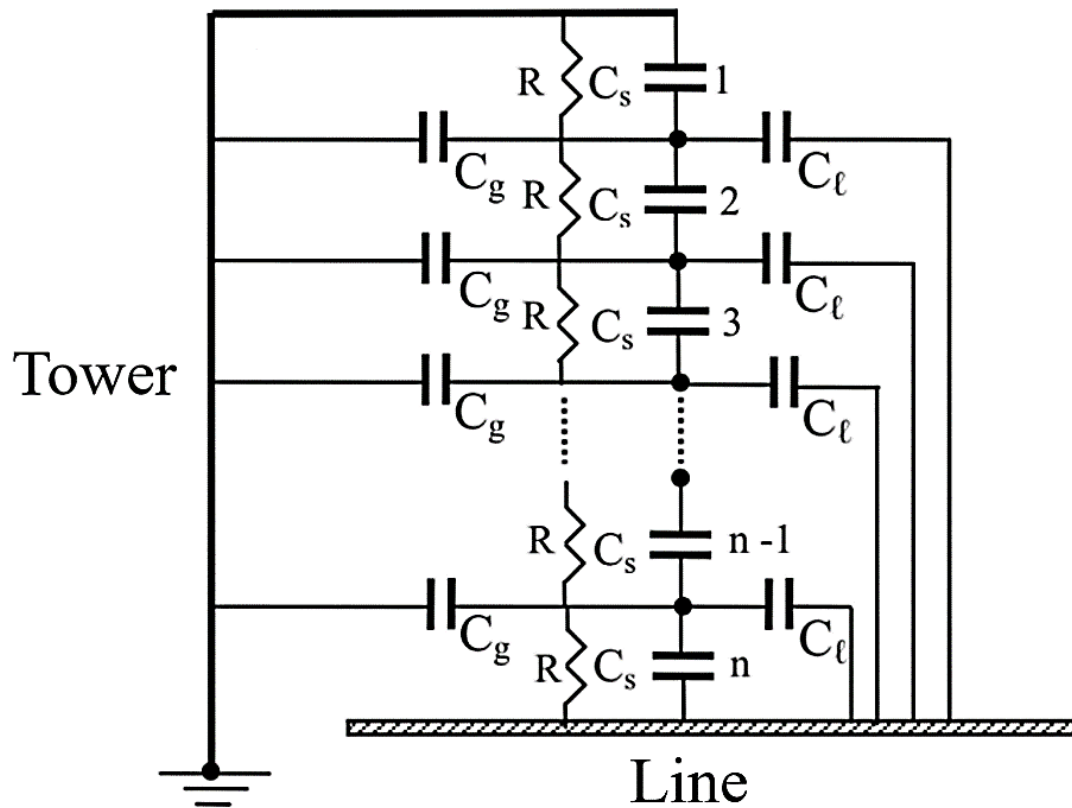 R Cs 1
Cg Cℓ
R Cs 2
Cg Cℓ
R Cs 3
Tower
Cg Cℓ
R Cs n -1
Cg Cℓ
R Cs n
Line